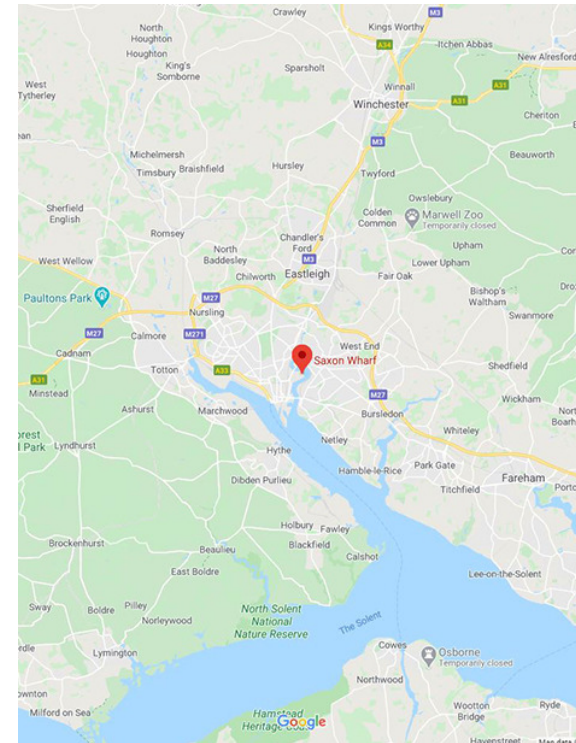 Crawley
M3
North
Houghton
Kings Worthy
A34
Itchen Abbas
Houghton
King's
Somborne
Sparsholt
New Alresford
West
Tytherley
Winnall
A31
A31
Winchester
Cheriton
M3
Beauworth
Michelmersh
Timsbury
Braishfield
Hursley
Twyford
Owslebury
Sherfield
English
Colden
Common
Marwell Zoo
Temporarily closed
Romsey
Chandler's
Ford
North
Baddesley
Upham
West Wellow
M3
Lower Upham
Chilworth
Eastleigh
Fair Oak
Bishop's
Waltham
Paultons Park
M27
Nursling
Swanmore
M27
M271
Calmore
West End
Cadnam
Saxon Wharf
Shedfield
Totton
A33
A31
Minstead
M27
Wickham
Ashurst
Marchwood
Bursledon
Whiteley
Lyndhurst
Netley
Hythe
Hamble-le-Rice
Park Gate
Fareham
Dibden Purlieu
Titchfield
Holbury
Fawley
Blackfield
Brockenhurst
Beaulieu
Calshot
East Boldre
Lee-on-the-Solent
Sway
Boldre
Pilley
Norleywood
North Solent
National
Nature Reserve
The Solent
Lymington
Cowes
Osborne
Temporarily closed
Northwood
Milford on Sea
Hamstead
Google
Wootton
Bridge
Ryde
Havenstreet